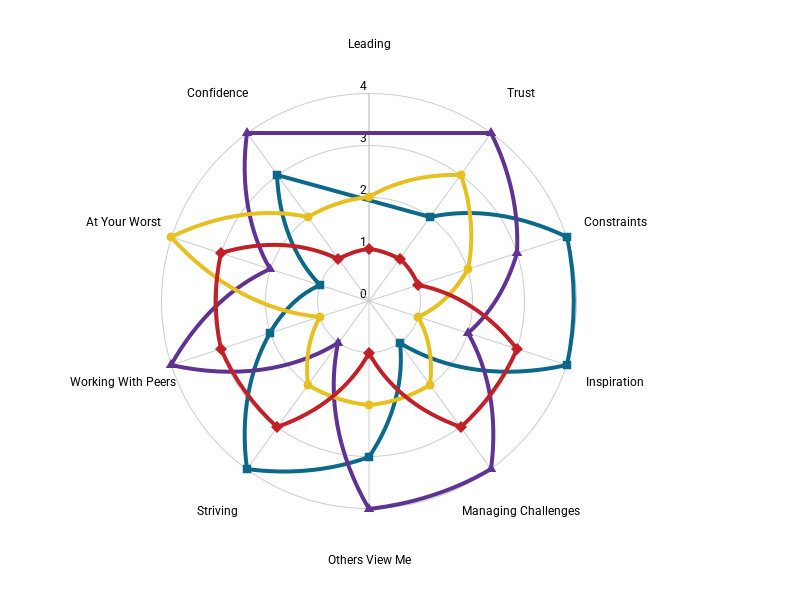 Leading
Confidence
Trust
4
3
2
1
0
At Your Worst
Constraints
Working With Peers
Inspiration
Striving
Managing Challenges
Others View Me